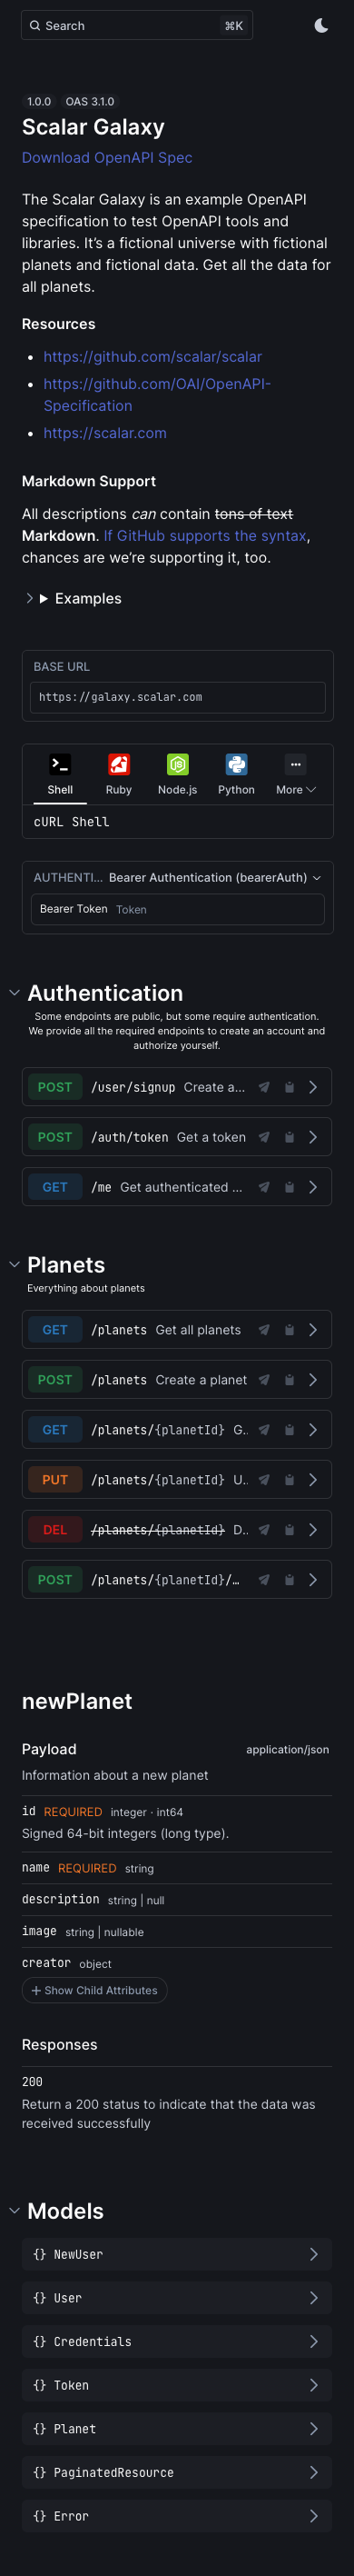 Search ⌘K
1.0.0 OAS 3.1.0
Scalar Galaxy
Download OpenAPI Spec
The Scalar Galaxy is an example OpenAPI
specification to test OpenAPI tools and
libraries. It’s a fictional universe with fictional
planets and fictional data. Get all the data for
all planets.
Resources
https://github.com/scalar/scalar
https://github.com/OAI/OpenAPI-
Specification
https://scalar.com
Markdown Support
All descriptions can contain tons of text
Markdown. If GitHub supports the syntax,
chances are we’re supporting it, too.
Examples
BASE URL
https://galaxy.scalar.com
Shell Ruby Node.js Python More
cURL Shell
AUTHENTI… Bearer Authentication (bearerAuth)
Bearer Token Token
Authentication
Some endpoints are public, but some require authentication.
We provide all the required endpoints to create an account and
authorize yourself.
POST /user/signup Create a…
POST /auth/token Get a token
GET /me Get authenticated …
Planets
Everything about planets
GET /planets Get all planets
POST /planets Create a planet
GET /planets/{planetId} G…
PUT /planets/{planetId} U…
DEL /planets/{planetId} D…
POST /planets/{planetId}/…
newPlanet
Payload application/json
Information about a new planet
id REQUIRED integer · int64
Signed 64-bit integers (long type).
name REQUIRED string
description string | null
image string | nullable
creator object
Show Child Attributes
Responses
200
Return a 200 status to indicate that the data was
received successfully
Models
{} NewUser
{} User
{} Credentials
{} Token
{} Planet
{} PaginatedResource
{} Error